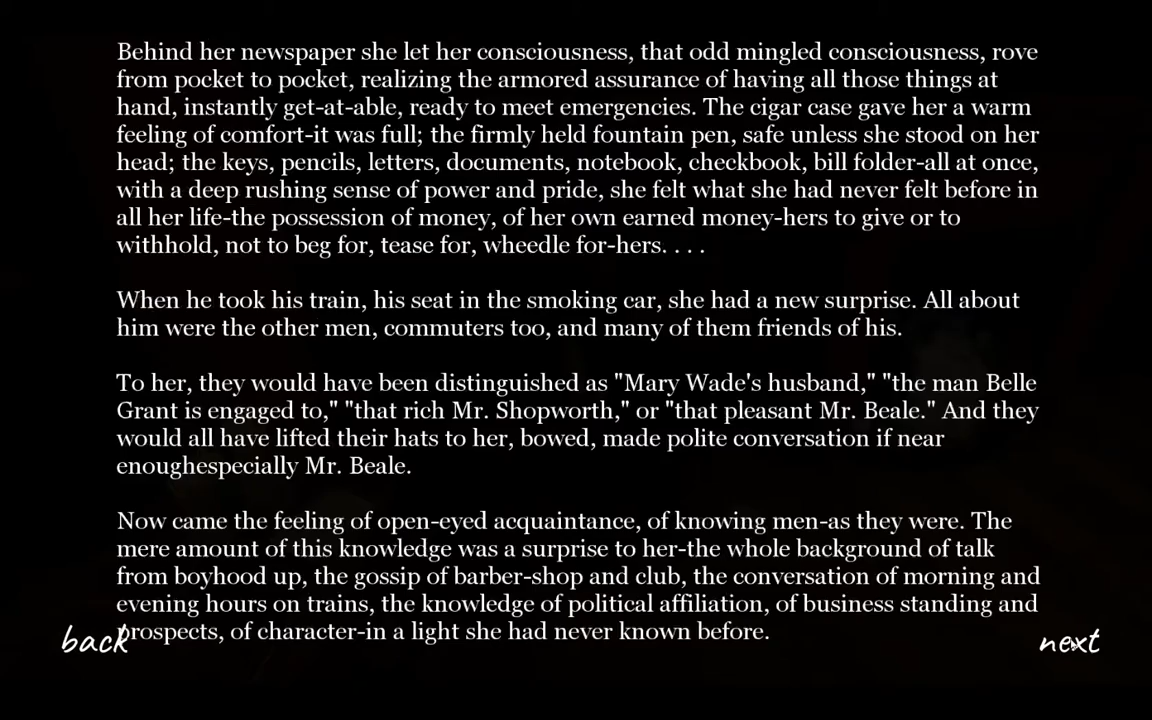 Behind her newspaper she let her consciousness, that odd mingled consciousness, rove
from pocket to pocket, realizing the armored assurance of having all those things at
hand, instantly get-at-able, ready to meet emergencies. The cigar case gave her a warm
feeling of comfort-it was full; the firmly held fountain pen, safe unless she stood on her
head; the keys, pencils, letters, documents, notebook, checkbook, bill folder-all at once,
with a deep rushing sense of power and pride, she felt what she had never felt before in
all her life-the possession of money, of her own earned money-hers to give or to
withhold, not to beg for, tease for, wheedle for-hers. . . .
When he took his train, his seat in the smoking car, she had a new surprise. All about
him were the other men, commuters too, and many of them friends of his.
To her, they would have been distinguished as "Mary Wade's husband," "the man Belle
Grant is engaged to," "that rich Mr. Shopworth," or "that pleasant Mr. Beale." And they
would all have lifted their hats to her, bowed, made polite conversation if near
enoughespecially Mr. Beale.
Now came the feeling of open-eyed acquaintance, of knowing men-as they were. The
mere amount of this knowledge was a surprise to her-the whole background of talk
from boyhood up, the gossip of barber-shop and club, the conversation of morning and
evening hours on trains, the knowledge of political affiliation, of business standing and
prospects, of character-in a light she had never known before.
back
next